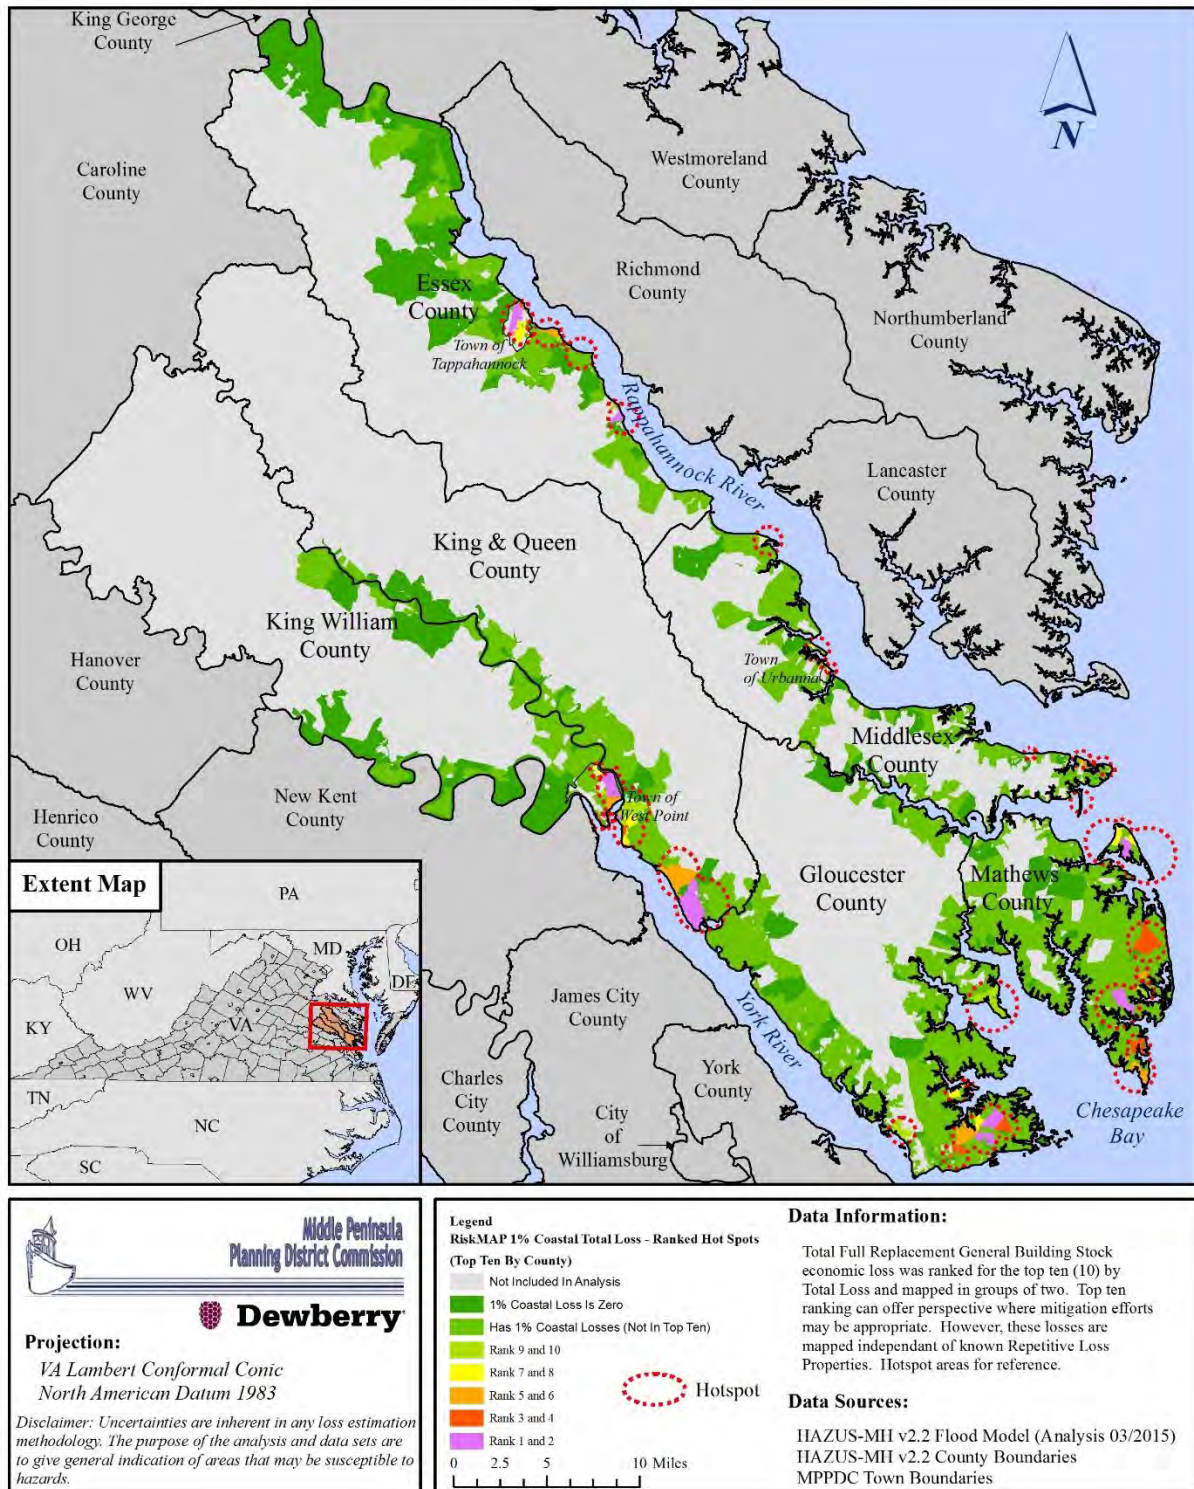 King George
County
Caroline
County
Westmoreland
County
Richmond
County
Northumberland
County
Essex
County
Town of
Tappahannock
Rappahannock River
Lancaster
County
King & Queen
County
King William
County
Hanover
County
Town
of Urbanna
Middlesex
County
New Kent
County
Town of
West Point
Henrico
County
Gloucester
County
Mathews
County
James City
County
York River
York
County
Charles
City
County
City
of
Williamsburg
Chesapeake
Bay
N
Extent Map
PA
OH
MD
DE
WV
KY
VA
TN
NC
SC
Middle Peninsula
Planning District Commission
Dewberry
Projection:
VA Lambert Conformal Conic
North American Datum 1983
Disclaimer: Uncertainties are inherent in any loss estimation
methodology. The purpose of the analysis and data sets are
to give general indication of areas that may be susceptible to
hazards.
Legend
RiskMAP 1% Coastal Total Loss - Ranked Hot Spots
(Top Ten By County)
Not Included In Analysis
1% Coastal Loss Is Zero
Has 1% Coastal Losses (Not In Top Ten)
Rank 9 and 10
Rank 7 and 8
Rank 5 and 6
Rank 3 and 4
Rank 1 and 2
Hotspot
0 2.5 5 10 Miles
Data Information:
Total Full Replacement General Building Stock
economic loss was ranked for the top ten (10) by
Total Loss and mapped in groups of two. Top ten
ranking can offer perspective where mitigation efforts
may be appropriate. However, these losses are
mapped independant of known Repetitive Loss
Properties. Hotspot areas for reference.
Data Sources:
HAZUS-MH v2.2 Flood Model (Analysis 03/2015)
HAZUS-MH v2.2 County Boundaries
MPPDC Town Boundaries